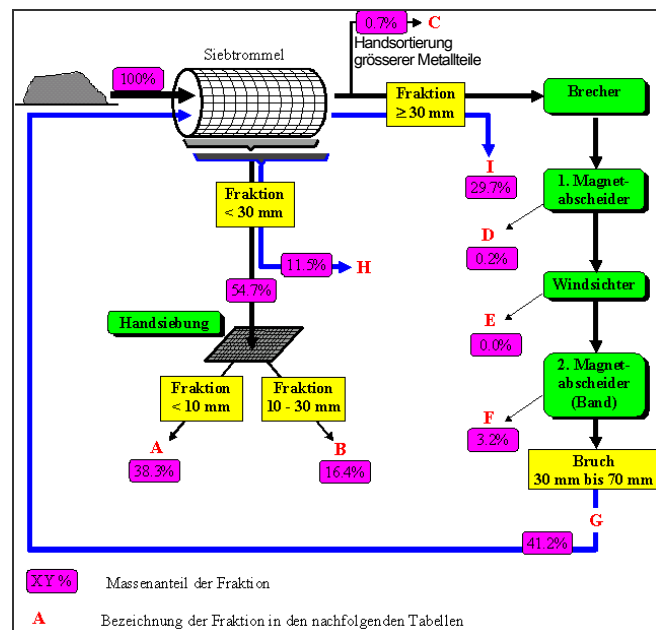 0.7%
C
Siebtrommel
Handsortierung
grösserer Metallteile
100%
Fraktion
≥ 30 mm
Brecher
I
29.7%
1. Magnet-
abscheider
Fraktion
< 30 mm
D
0.2%
11.5%
H
54.7%
Windsichter
E
0.0%
Handsiebung
2. Magnet-
abscheider
(Band)
Fraktion
< 10 mm
Fraktion
10 - 30 mm
F
3.2%
A
38.3%
B
16.4%
Bruch
30 mm bis 70 mm
G
41.2%
XY %
Massenanteil der Fraktion
A
Bezeichnung der Fraktion in den nachfolgenden Tabellen